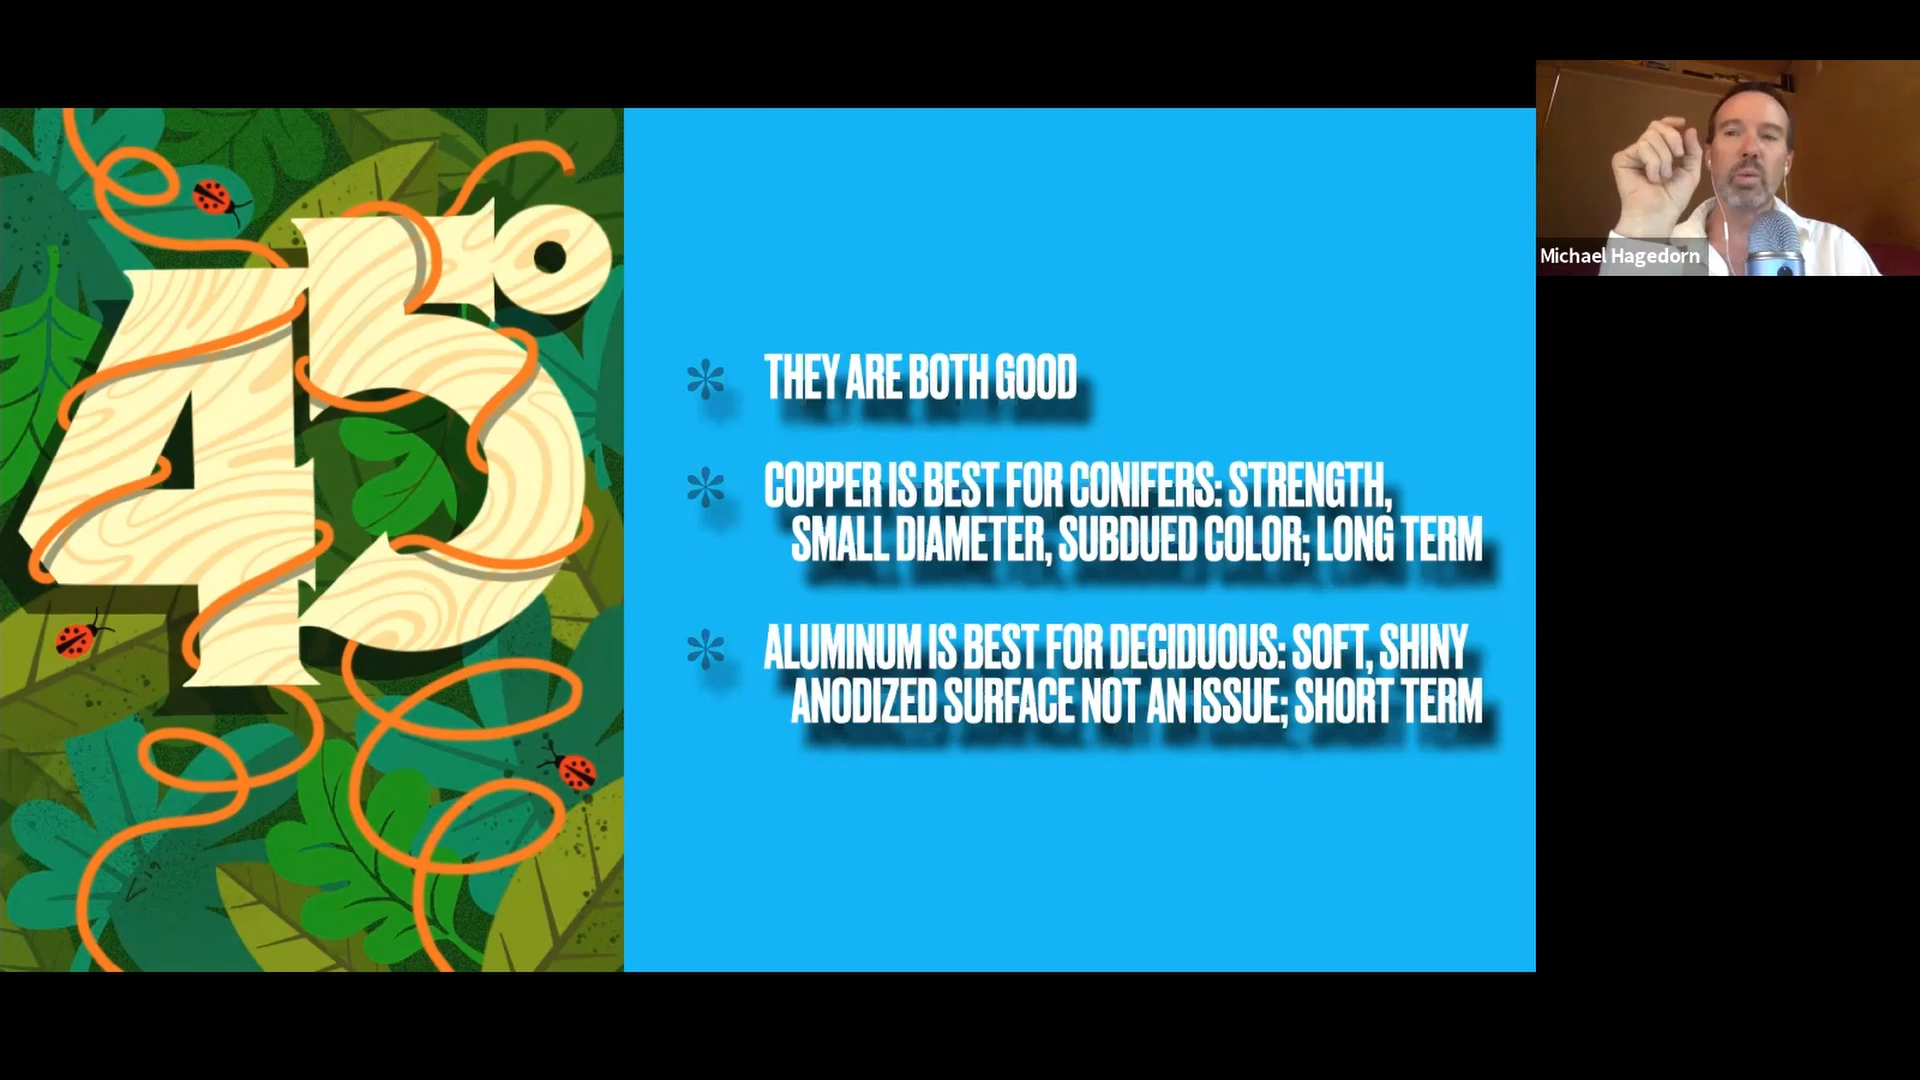 45°
THEY ARE BOTH GOOD
COPPER IS BEST FOR CONIFERS: STRENGTH,
SMALL DIAMETER, SUBDUED COLOR; LONG TERM
ALUMINUM IS BEST FOR DECIDUOUS: SOFT, SHINY
ANODIZED SURFACE NOT AN ISSUE; SHORT TERM
Michael Hagedorn